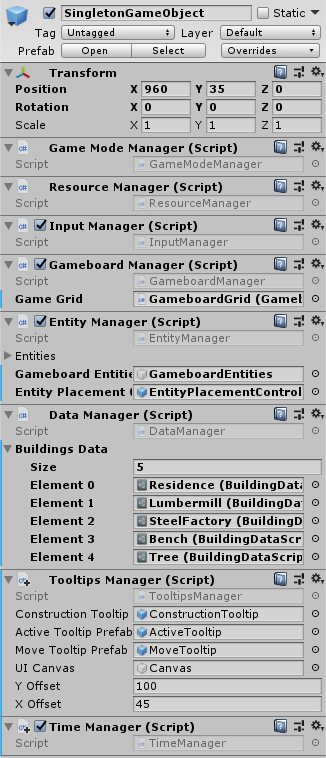 SingletonGameObject Static
Tag Untagged Layer Default
Prefab Open Select Overrides
Transform
Position X 960 Y 35 Z 0
Rotation X 0 Y 0 Z 0
Scale X 1 Y 1 Z 1
Game Mode Manager (Script)
Script GameModeManager
Resource Manager (Script)
Script ResourceManager
Input Manager (Script)
Script InputManager
Gameboard Manager (Script)
Script GameboardManager
Game Grid GameboardGrid (Gamel
Entity Manager (Script)
Script EntityManager
Entities
Gameboard Entitie GameboardEntities
Entity Placement ( EntityPlacementControl
Data Manager (Script)
Script DataManager
Buildings Data
Size 5
Element 0 Residence (BuildingData
Element 1 Lumbermill (BuildingDa
Element 2 SteelFactory (BuildingD
Element 3 Bench (BuildingDataScr
Element 4 Tree (BuildingDataScrip
Tooltips Manager (Script)
Script TooltipsManager
Construction Tooltip ConstructionTooltip
Active Tooltip Prefab ActiveTooltip
Move Tooltip Prefab MoveTooltip
UI Canvas Canvas
Y Offset 100
X Offset 45
Time Manager (Script)
Script TimeManager